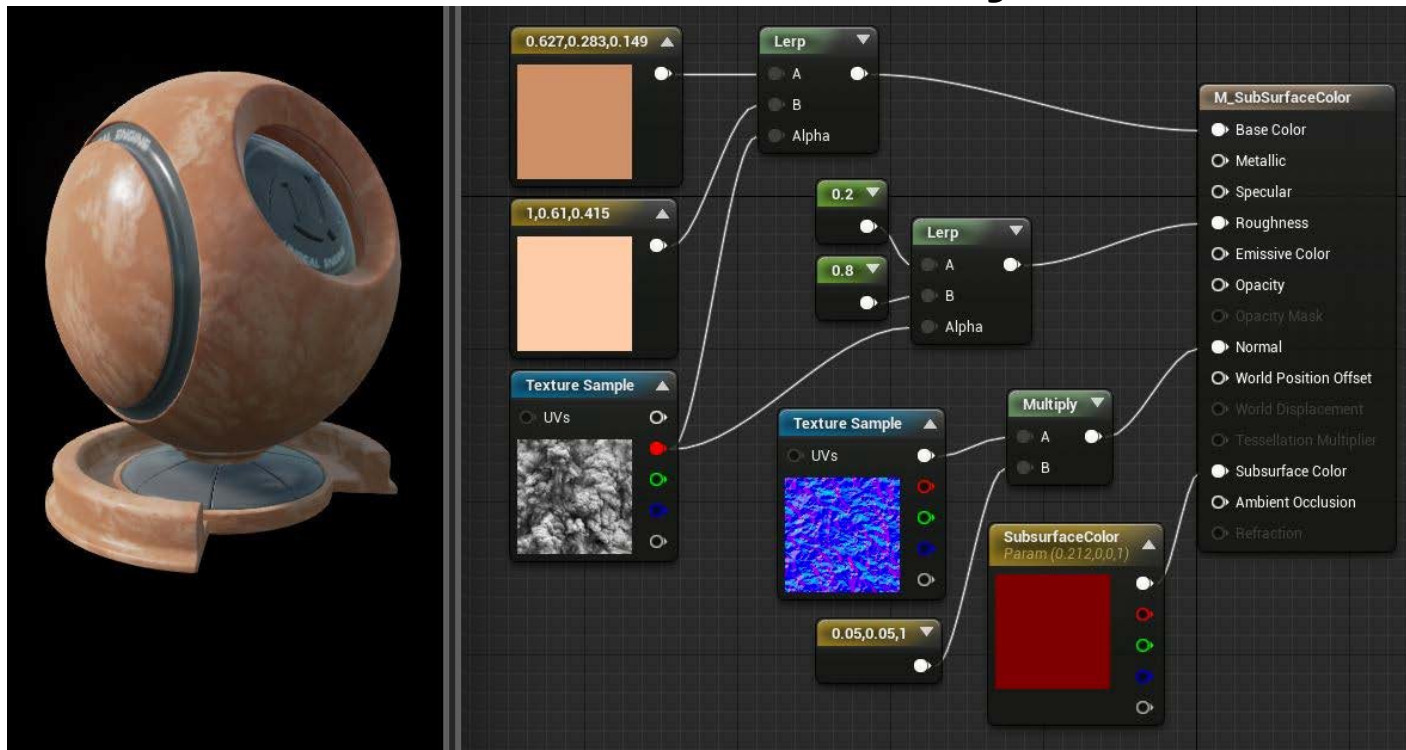 0.627,0.283,0.149
Lerp
A
B
Alpha
1,0.61,0.415
0.2
0.8
Lerp
A
B
Alpha
Texture Sample
UVs
Texture Sample
UVs
Multiply
A
B
0.05,0.05,1
SubsurfaceColor
Param (0.212,0,0,1)
M_SubSurfaceColor
Base Color
Metallic
Specular
Roughness
Emissive Color
Opacity
Opacity Mask
Normal
World Position Offset
World Displacement
Tessellation Multiplier
Subsurface Color
Ambient Occlusion
Refraction
ENGINE